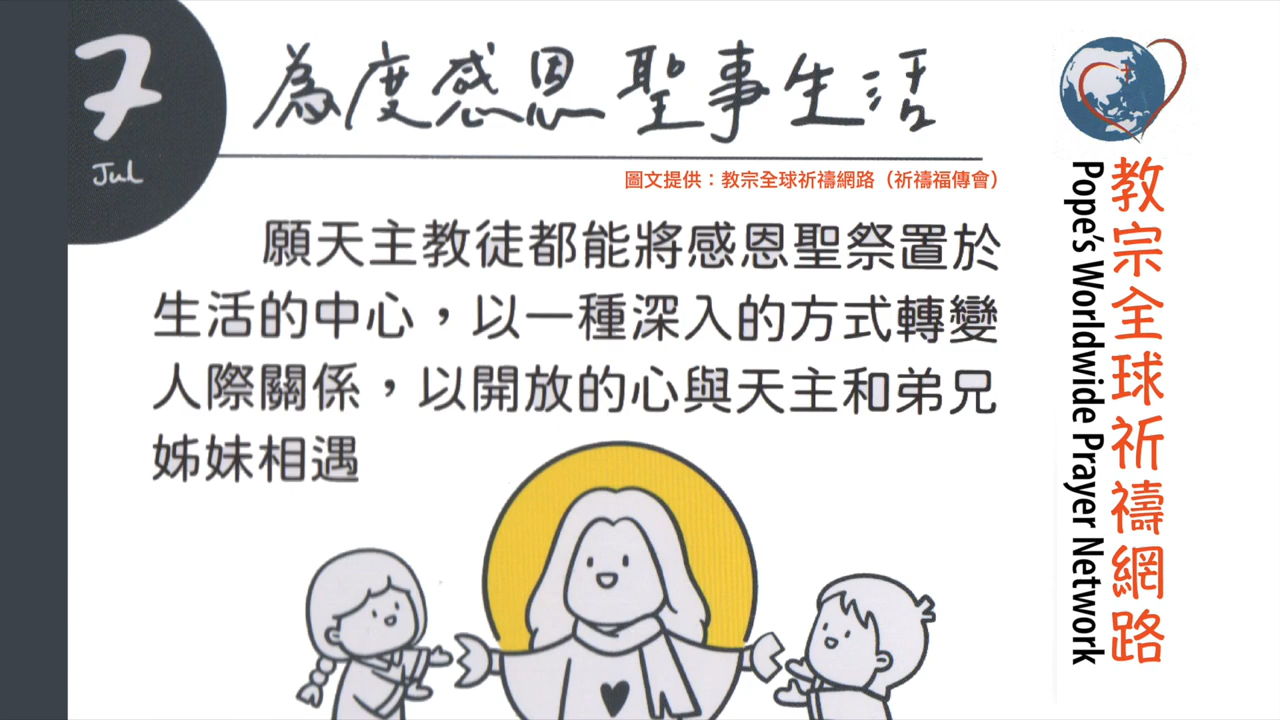 7
Jul
為度感恩聖事生活
圖文提供：教宗全球祈禱網路（祈禱福傳會）
願天主教徒都能將感恩聖祭置於
生活的中心，以一種深入的方式轉變
人際關係，以開放的心與天主和弟兄
姊妹相遇
教宗全球祈禱網路
Pope's Worldwide Prayer Network